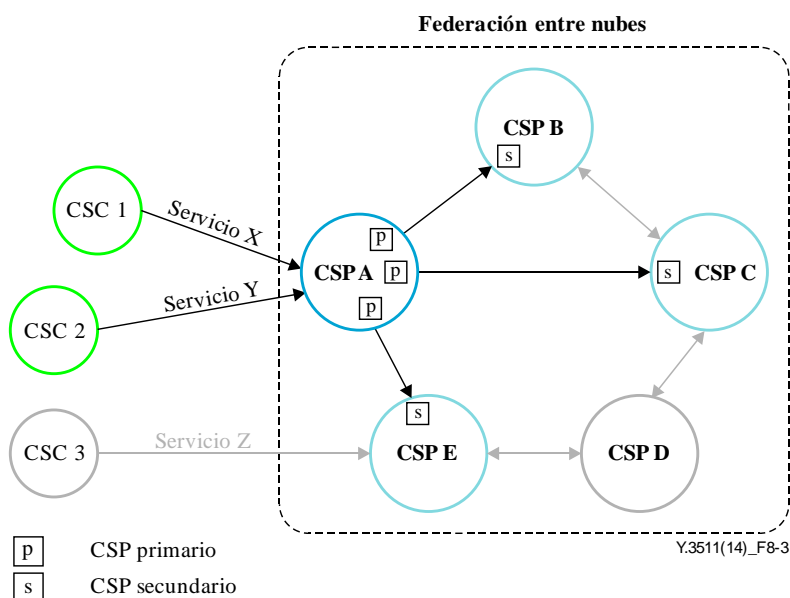 Federación entre nubes
CSP B
s
CSC 1
Servicio X
p
CSP A
p
s
CSP C
Servicio Y
p
CSC 2
s
CSC 3
Servicio Z
CSP E
CSP D
p CSP primario
Y.3511(14)_F8-3
s CSP secundario